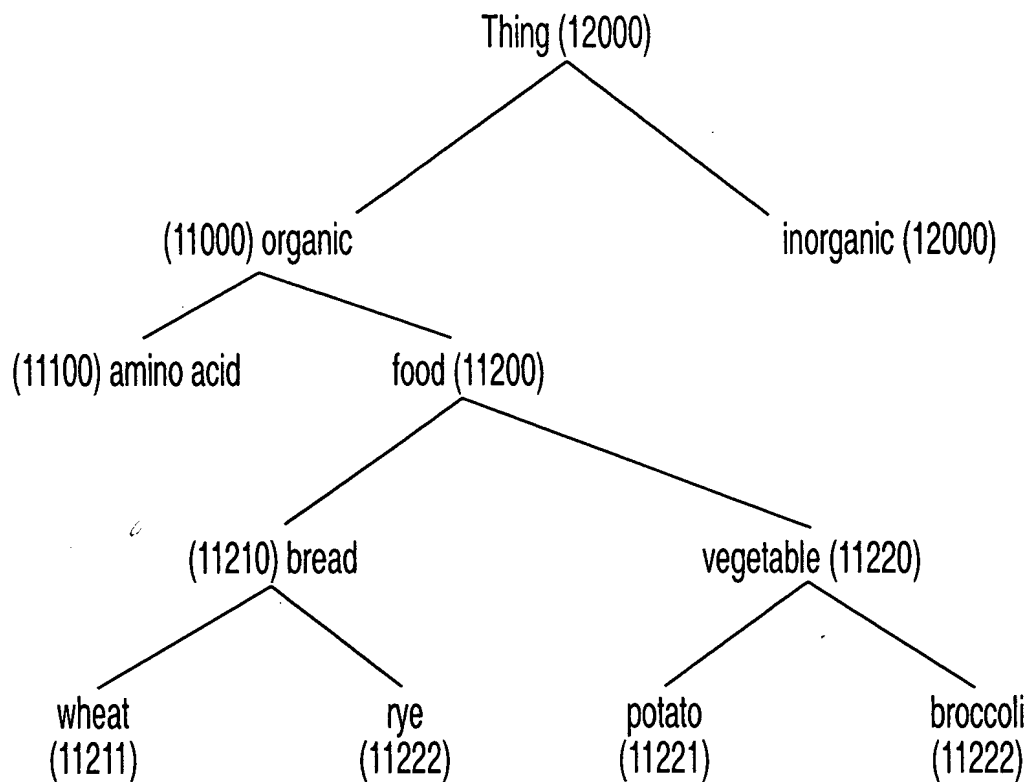 Thing (12000)
(11000) organic
inorganic (12000)
(11100) amino acid
food (11200)
(11210) bread
vegetable (11220)
wheat
(11211)
rye
(11222)
potato
(11221)
broccoli
(11222)